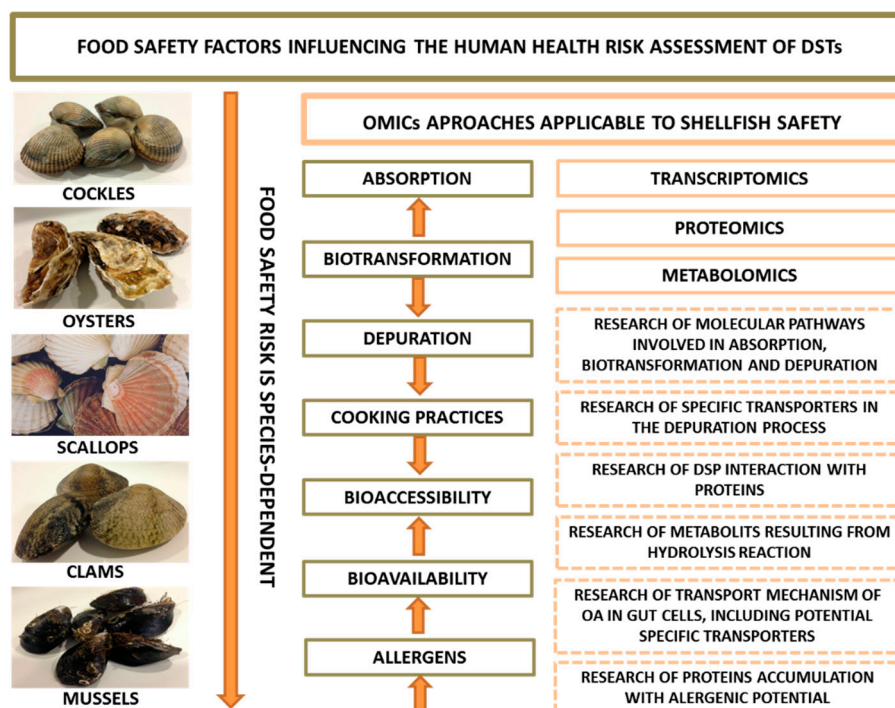 FOOD SAFETY FACTORS INFLUENCING THE HUMAN HEALTH RISK ASSESSMENT OF DSTs
COCKLES
OYSTERS
SCALLOPS
CLAMS
MUSSELS
FOOD SAFETY RISK IS SPECIES-DEPENDENT
OMICs APROACHES APPLICABLE TO SHELLFISH SAFETY
ABSORPTION
BIOTRANSFORMATION
DEPURATION
COOKING PRACTICES
BIOACCESSIBILITY
BIOAVAILABILITY
ALLERGENS
TRANSCRIPTOMICS
PROTEOMICS
METABOLOMICS
RESEARCH OF MOLECULAR PATHWAYS
INVOLVED IN ABSORPTION,
BIOTRANSFORMATION AND DEPURATION
RESEARCH OF SPECIFIC TRANSPORTERS IN
THE DEPURATION PROCESS
RESEARCH OF DSP INTERACTION WITH
PROTEINS
RESEARCH OF METABOLITS RESULTING FROM
HYDROLYSIS REACTION
RESEARCH OF TRANSPORT MECHANISM OF
OA IN GUT CELLS, INCLUDING POTENTIAL
SPECIFIC TRANSPORTERS
RESEARCH OF PROTEINS ACCUMULATION
WITH ALERGENIC POTENTIAL